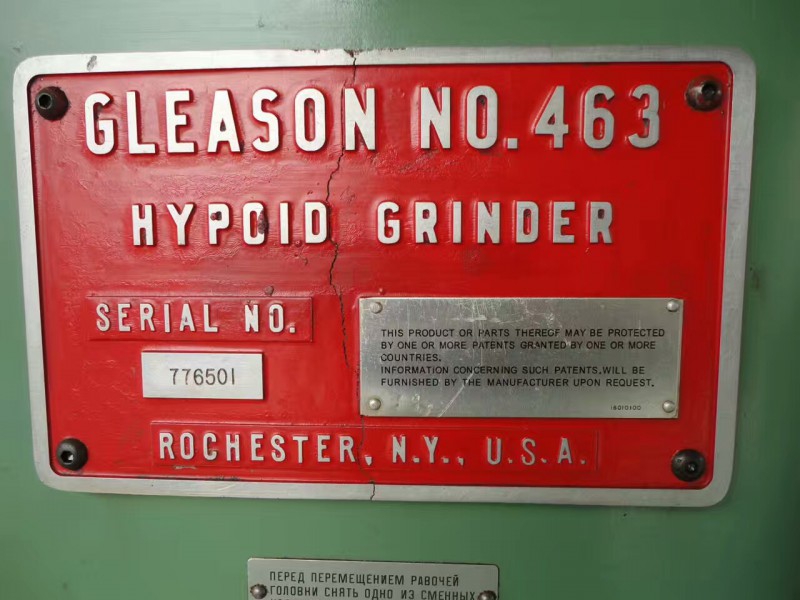 GLEASON NO. 463
HYPOID GRINDER
SERIAL NO.
776501
THIS PRODUCT OR PARTS THEREOF MAY BE PROTECTED
BY ONE OR MORE PATENTS GRANTED BY ONE OR MORE
COUNTRIES.
INFORMATION CONCERNING SUCH PATENTS, WILL BE
FURNISHED BY THE MANUFACTURER UPON REQUEST.
16010100
ROCHESTER, N.Y., U.S.A.
ПЕРЕД ПЕРЕМЕЩЕНИЕМ РАБОЧЕЙ
ГОЛОВКИ СНЯТЬ ОДНО ИЗ СМЕННЫХ